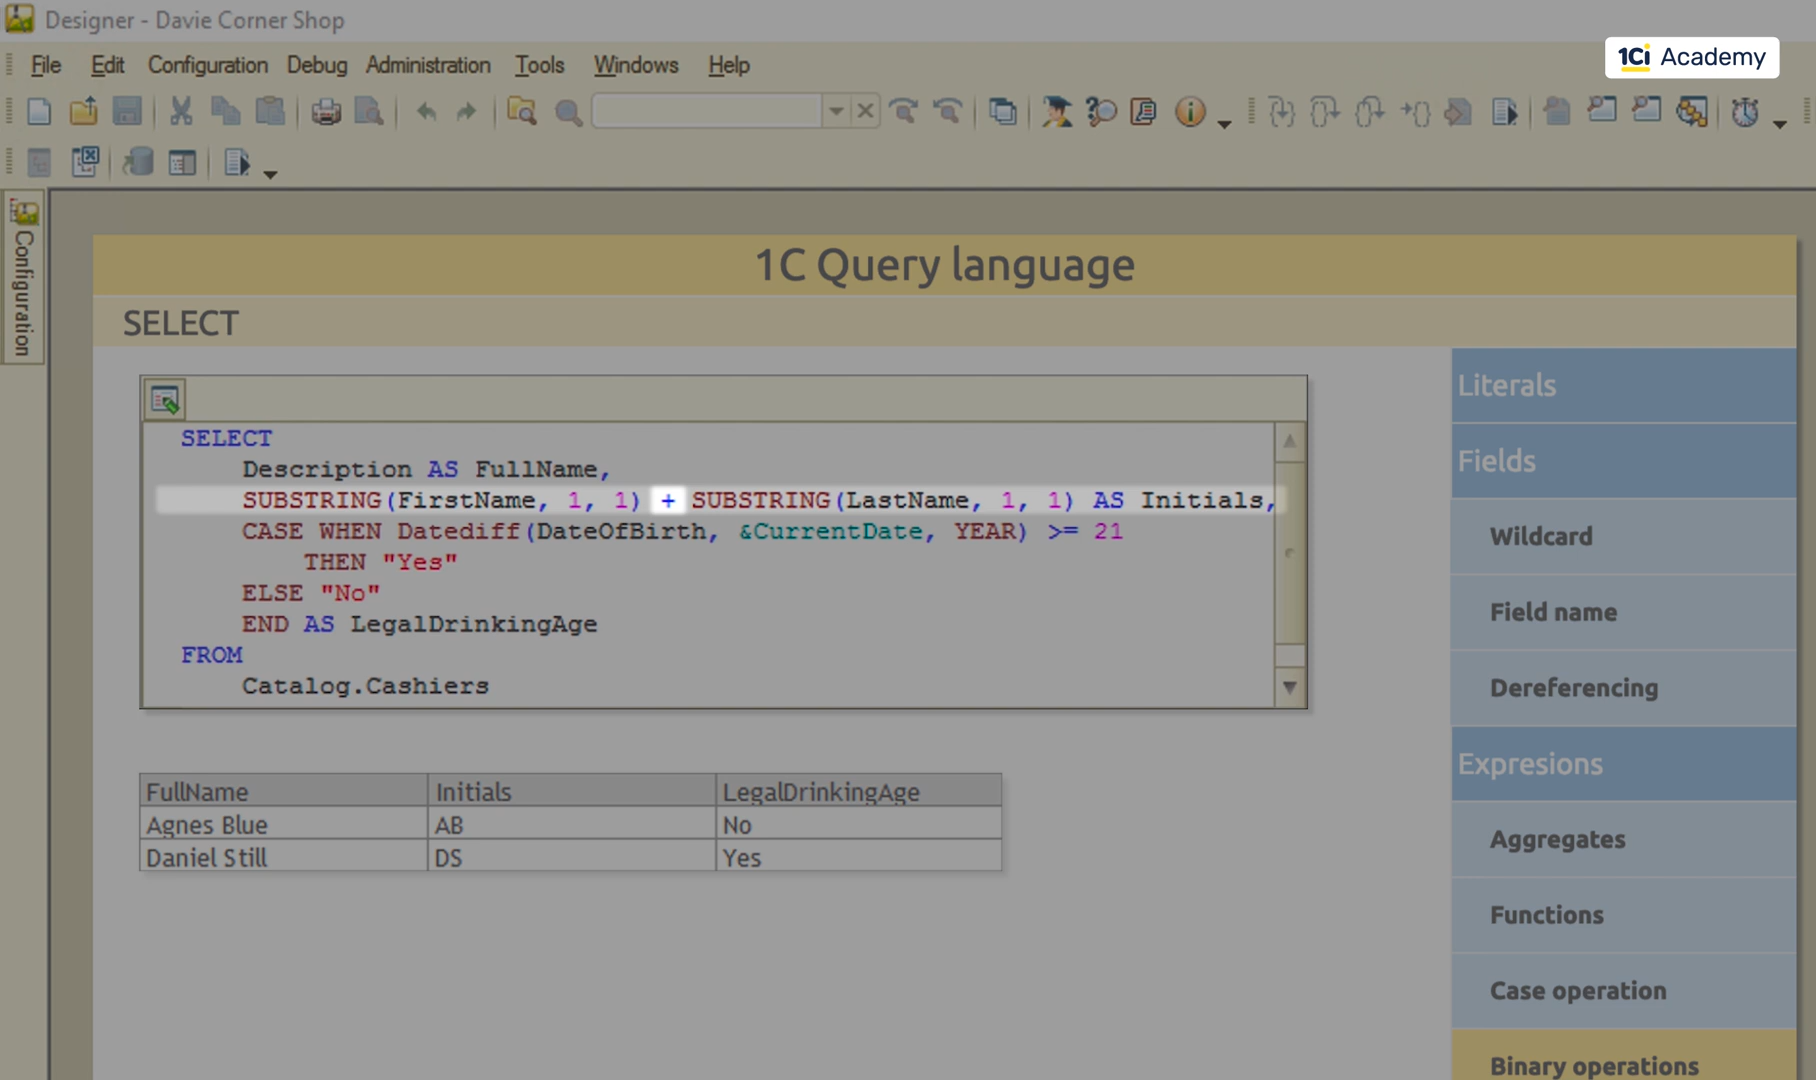 Designer - Davie Corner Shop
1Ci Academy
File Edit Configuration Debug Administration Tools Windows Help
Configuration
1C Query language
SELECT
SELECT
Description AS FullName,
SUBSTRING(FirstName, 1, 1) + SUBSTRING(LastName, 1, 1) AS Initials,
CASE WHEN Datediff(DateOfBirth, &CurrentDate, YEAR) >= 21
THEN "Yes"
ELSE "No"
END AS LegalDrinkingAge
FROM
Catalog.Cashiers
FullName Initials LegalDrinkingAge
Agnes Blue AB No
Daniel Still DS Yes
Literals
Fields
Wildcard
Field name
Dereferencing
Expresions
Aggregates
Functions
Case operation
Binary operations